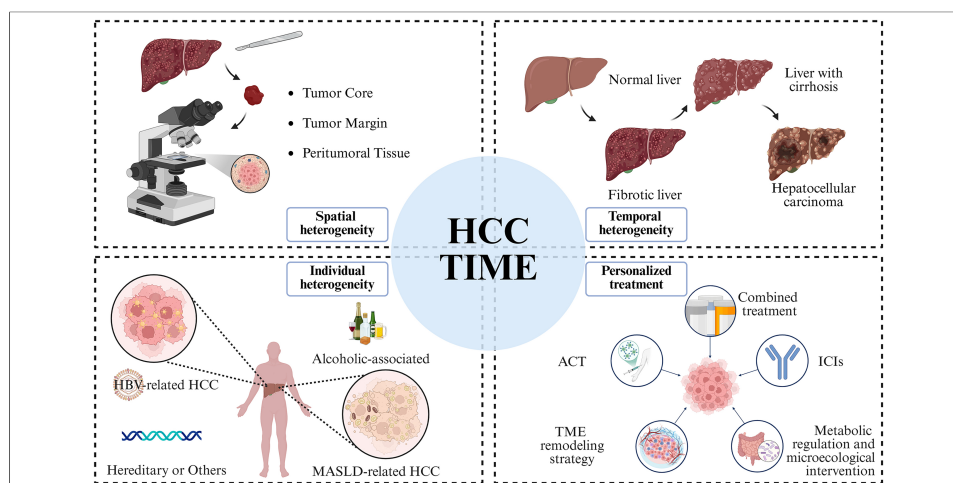 • Tumor Core
• Tumor Margin
• Peritumoral Tissue
Spatial
heterogeneity
Normal liver
Liver with
cirrhosis
Fibrotic liver
Hepatocellular
carcinoma
Temporal
heterogeneity
HCC
TIME
Individual
heterogeneity
HBV-related HCC
Alcoholic-associated
Hereditary or Others
MASLD-related HCC
Personalized
treatment
Combined
treatment
ACT
ICIs
TME
remodeling
strategy
Metabolic
regulation and
microecological
intervention